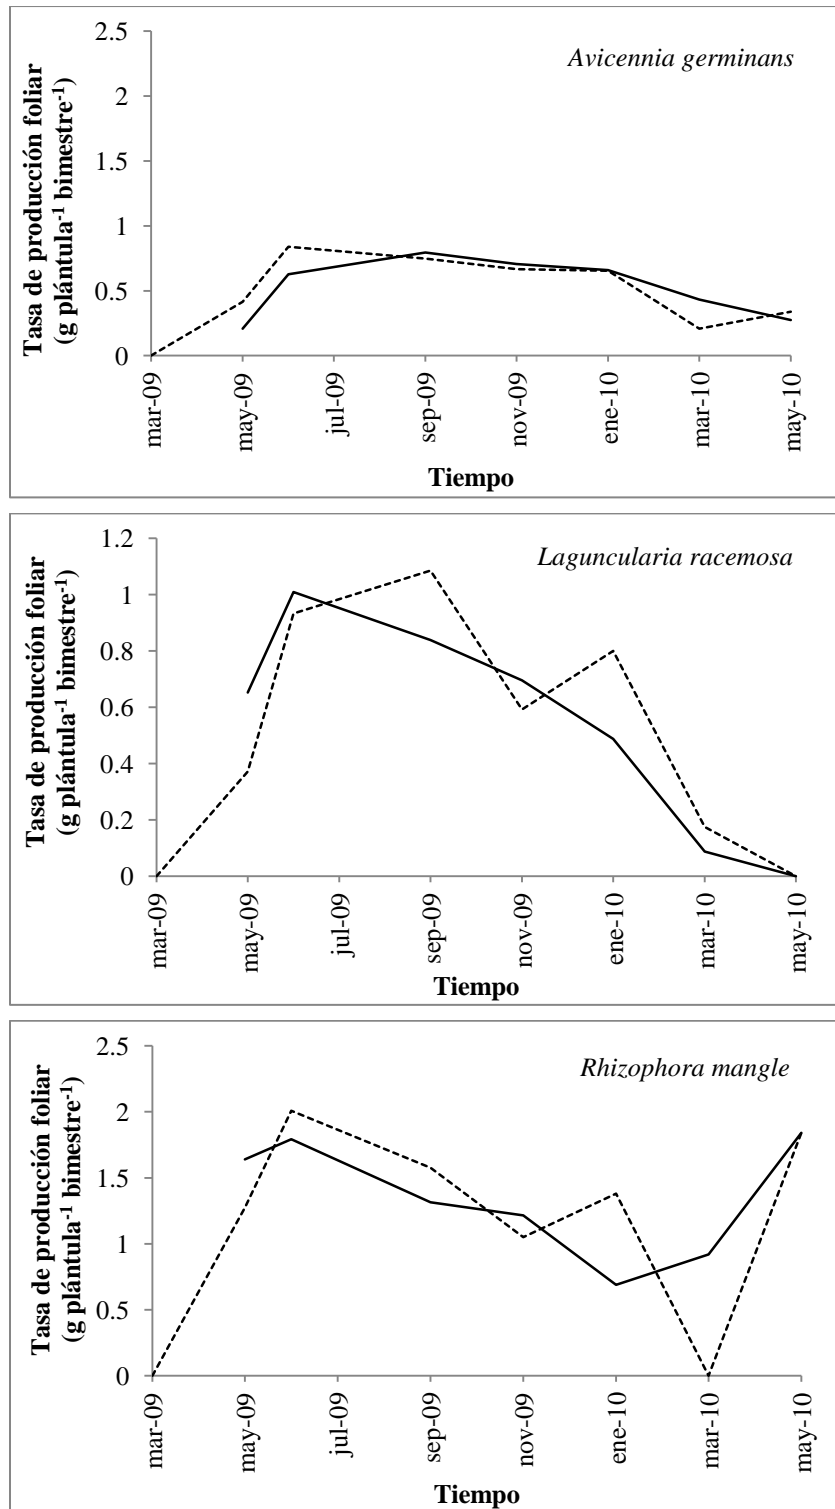 Avicennia germinans
Tasa de producción foliar
(g plántula-1 bimestre-1)
2.5
2
1.5
1
0.5
0
mar-09
may-09
jul-09
sep-09
nov-09
ene-10
mar-10
may-10
Tiempo
Laguncularia racemosa
Tasa de producción foliar
(g plántula-1 bimestre-1)
1.2
1
0.8
0.6
0.4
0.2
0
mar-09
may-09
jul-09
sep-09
nov-09
ene-10
mar-10
may-10
Tiempo
Rhizophora mangle
Tasa de producción foliar
(g plántula-1 bimestre-1)
2.5
2
1.5
1
0.5
0
mar-09
may-09
jul-09
sep-09
nov-09
ene-10
mar-10
may-10
Tiempo